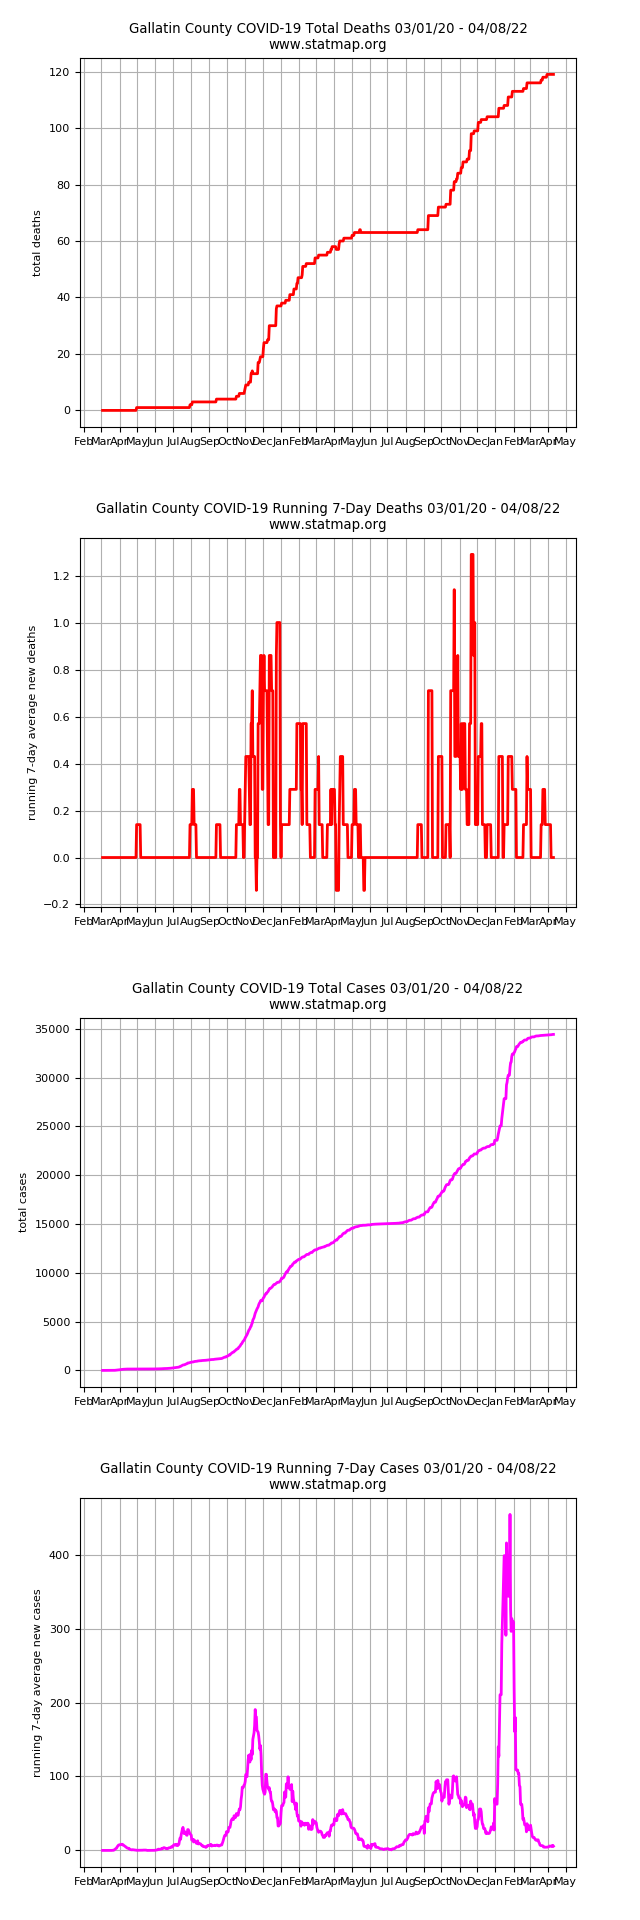 Gallatin County COVID-19 Total Deaths 03/01/20 - 04/08/22
www.statmap.org
120
100
80
60
40
20
0
total deaths
Feb Mar Apr May Jun Jul Aug Sep Oct Nov Dec Jan Feb Mar Apr May Jun Jul Aug Sep Oct Nov Dec Jan Feb Mar Apr May
Gallatin County COVID-19 Running 7-Day Deaths 03/01/20 - 04/08/22
www.statmap.org
1.2
1.0
0.8
0.6
0.4
0.2
0.0
−0.2
running 7-day average new deaths
Feb Mar Apr May Jun Jul Aug Sep Oct Nov Dec Jan Feb Mar Apr May Jun Jul Aug Sep Oct Nov Dec Jan Feb Mar Apr May
Gallatin County COVID-19 Total Cases 03/01/20 - 04/08/22
www.statmap.org
35000
30000
25000
20000
15000
10000
5000
0
total cases
Feb Mar Apr May Jun Jul Aug Sep Oct Nov Dec Jan Feb Mar Apr May Jun Jul Aug Sep Oct Nov Dec Jan Feb Mar Apr May
Gallatin County COVID-19 Running 7-Day Cases 03/01/20 - 04/08/22
www.statmap.org
400
300
200
100
0
running 7-day average new cases
Feb Mar Apr May Jun Jul Aug Sep Oct Nov Dec Jan Feb Mar Apr May Jun Jul Aug Sep Oct Nov Dec Jan Feb Mar Apr May